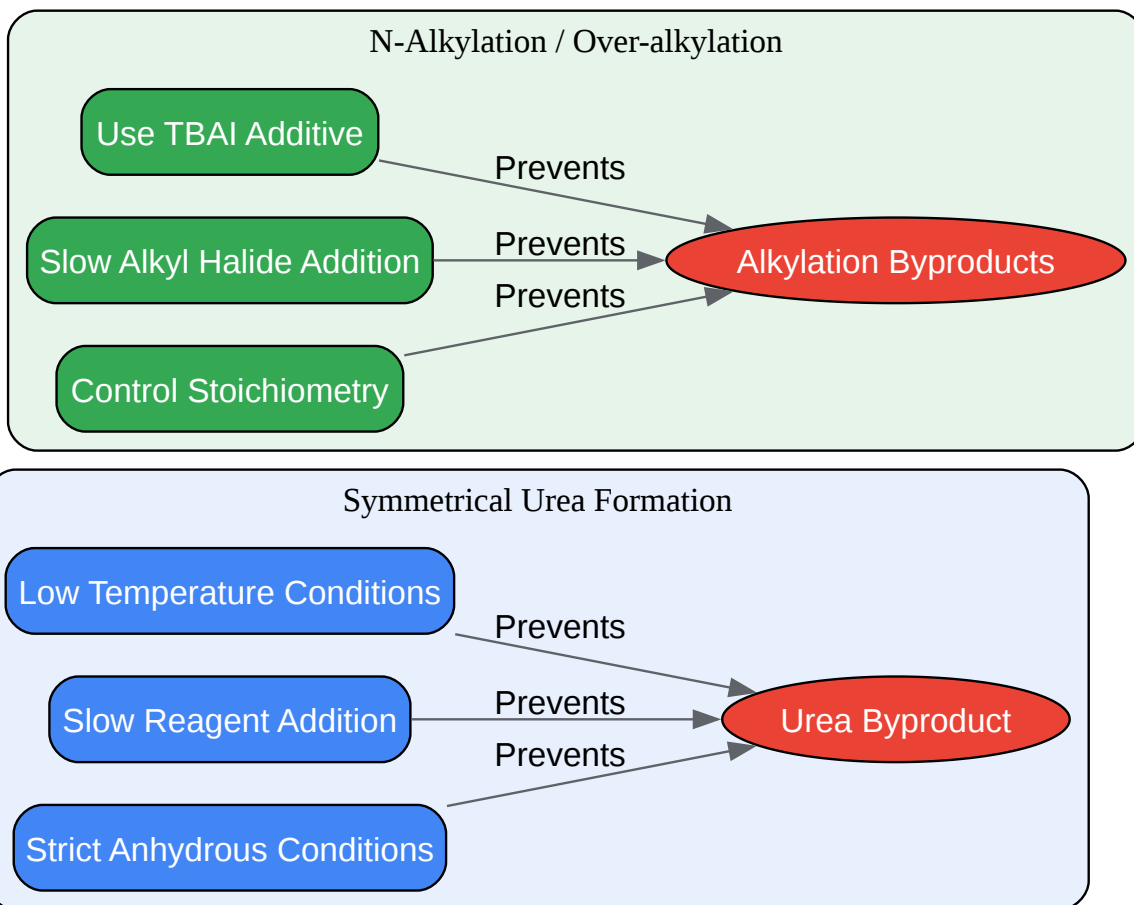 N-Alkylation / Over-alkylation
Use TBAI Additive
Prevents
Slow Alkyl Halide Addition
Prevents
Alkylation Byproducts
Prevents
Control Stoichiometry
Symmetrical Urea Formation
Low Temperature Conditions
Prevents
Slow Reagent Addition
Prevents
Urea Byproduct
Prevents
Strict Anhydrous Conditions